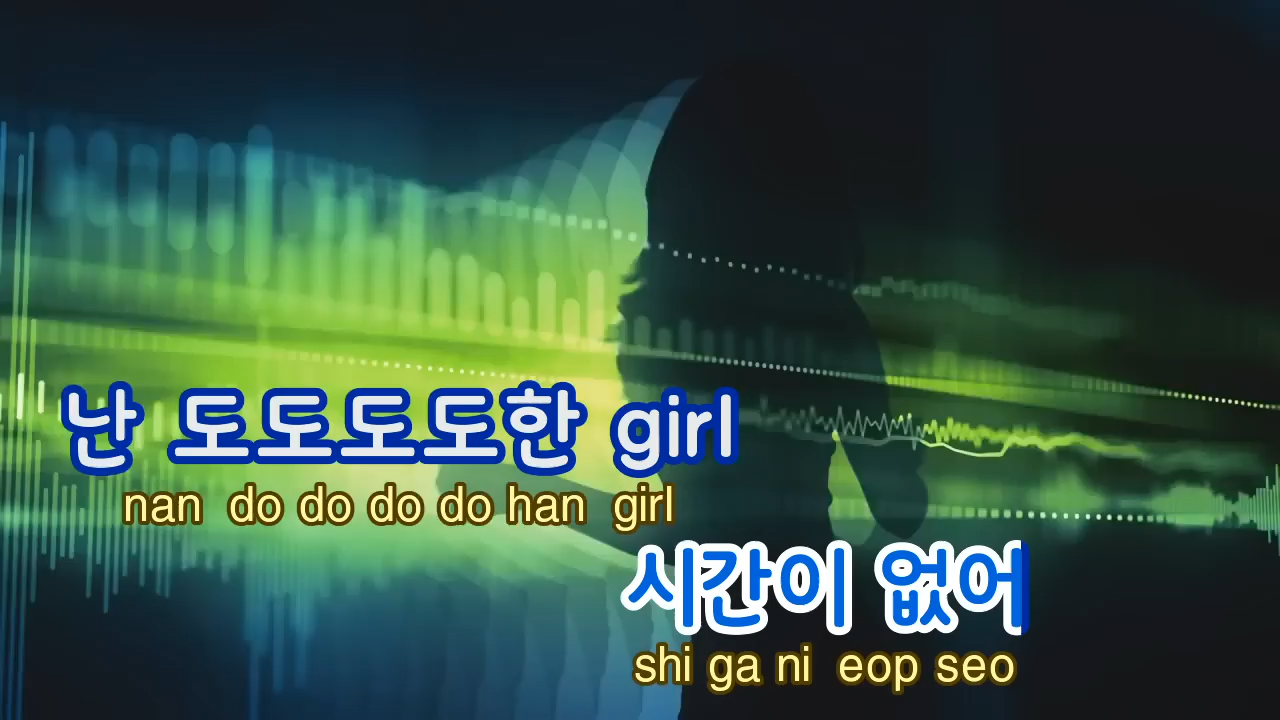 난 도도도도한 girl
nan do do do do han girl
시간이 없어
shi ga ni eop seo